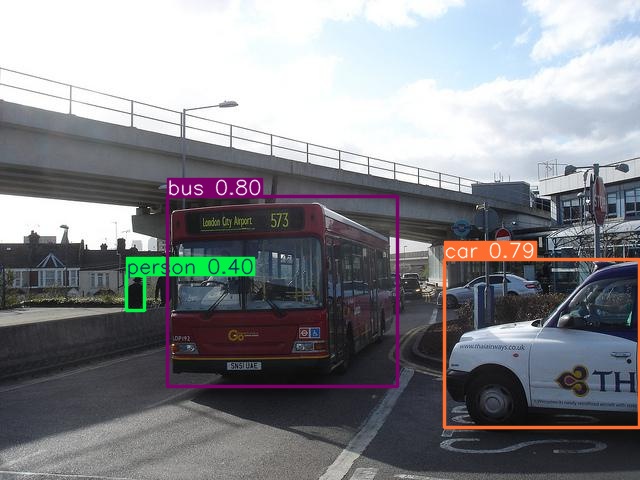 bus 0.80
London City Airport 573
car 0.79
person 0.40
Go
DP192
SN51 UAE
www.thaiairways.co.uk
TH